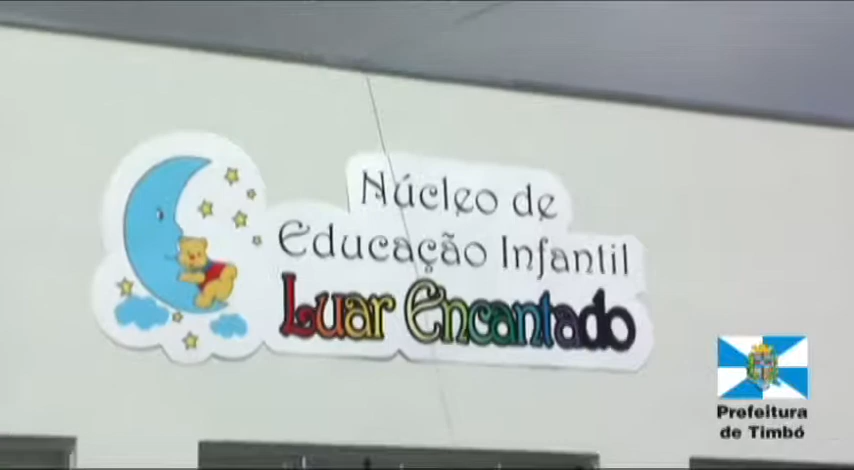 Núcleo de
Educação Infantil
Luar Encantado
Prefeitura
de Timbó